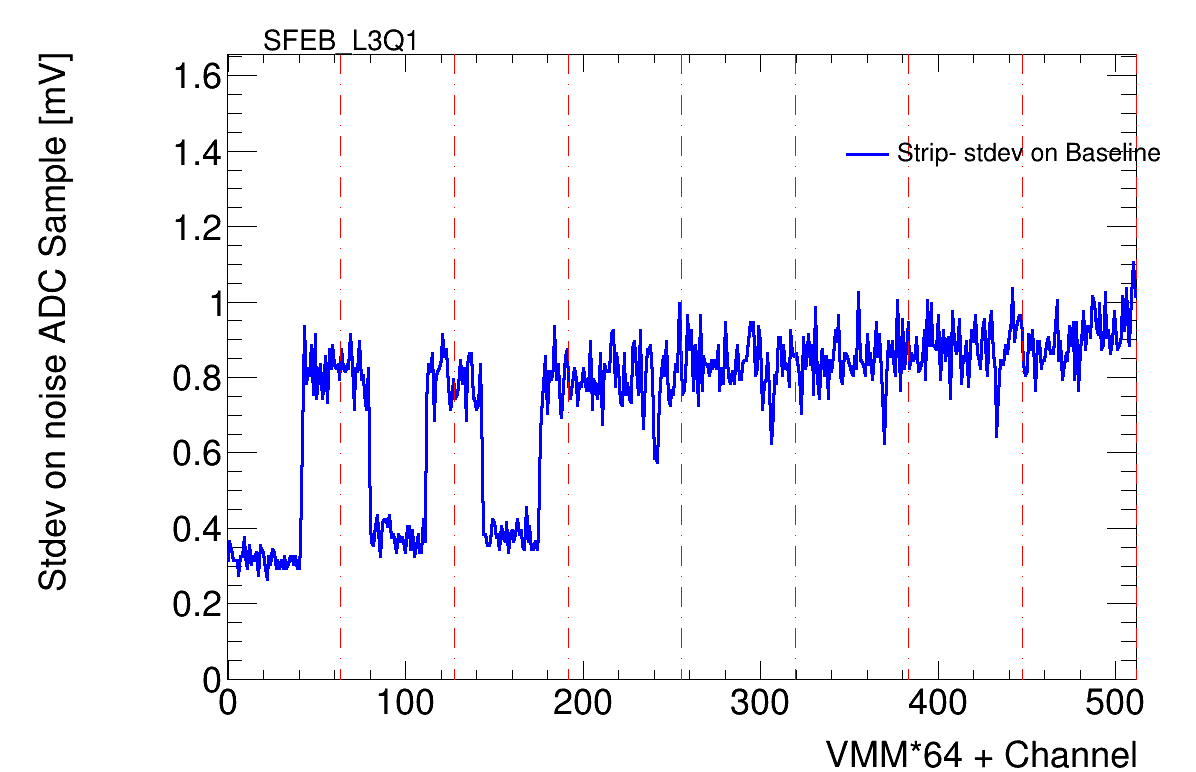 SFEB_L3Q1
Stdev on noise ADC Sample [mV]
1.6
1.4
1.2
1
0.8
0.6
0.4
0.2
0
Strip- stdev on Baseline
0 100 200 300 400 500
VMM*64 + Channel